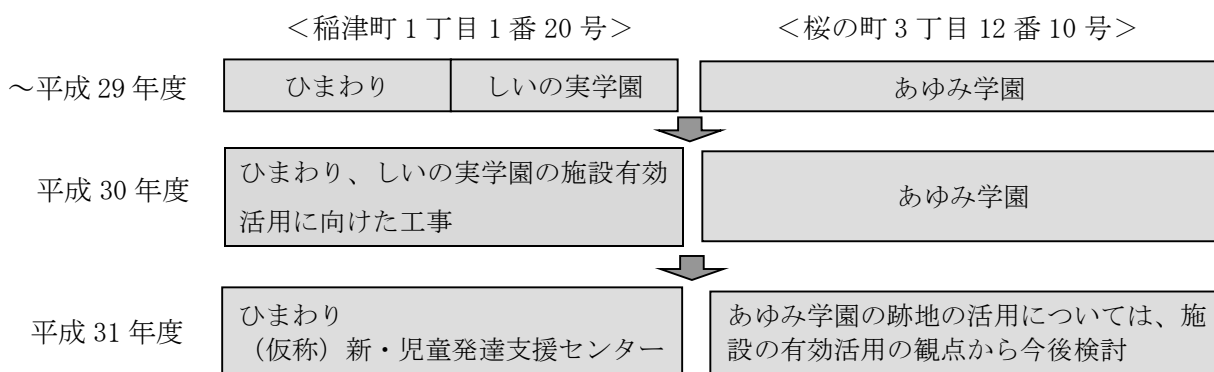 ＜稲津町１丁目１番20号＞ ＜桜の町３丁目12番10号＞
～平成29年度 ひまわり しいの実学園 あゆみ学園
平成30年度 ひまわり、しいの実学園の施設有効
活用に向けた工事 あゆみ学園
平成31年度 ひまわり
（仮称）新・児童発達支援センター
あゆみ学園の跡地の活用については、施
設の有効活用の観点から今後検討